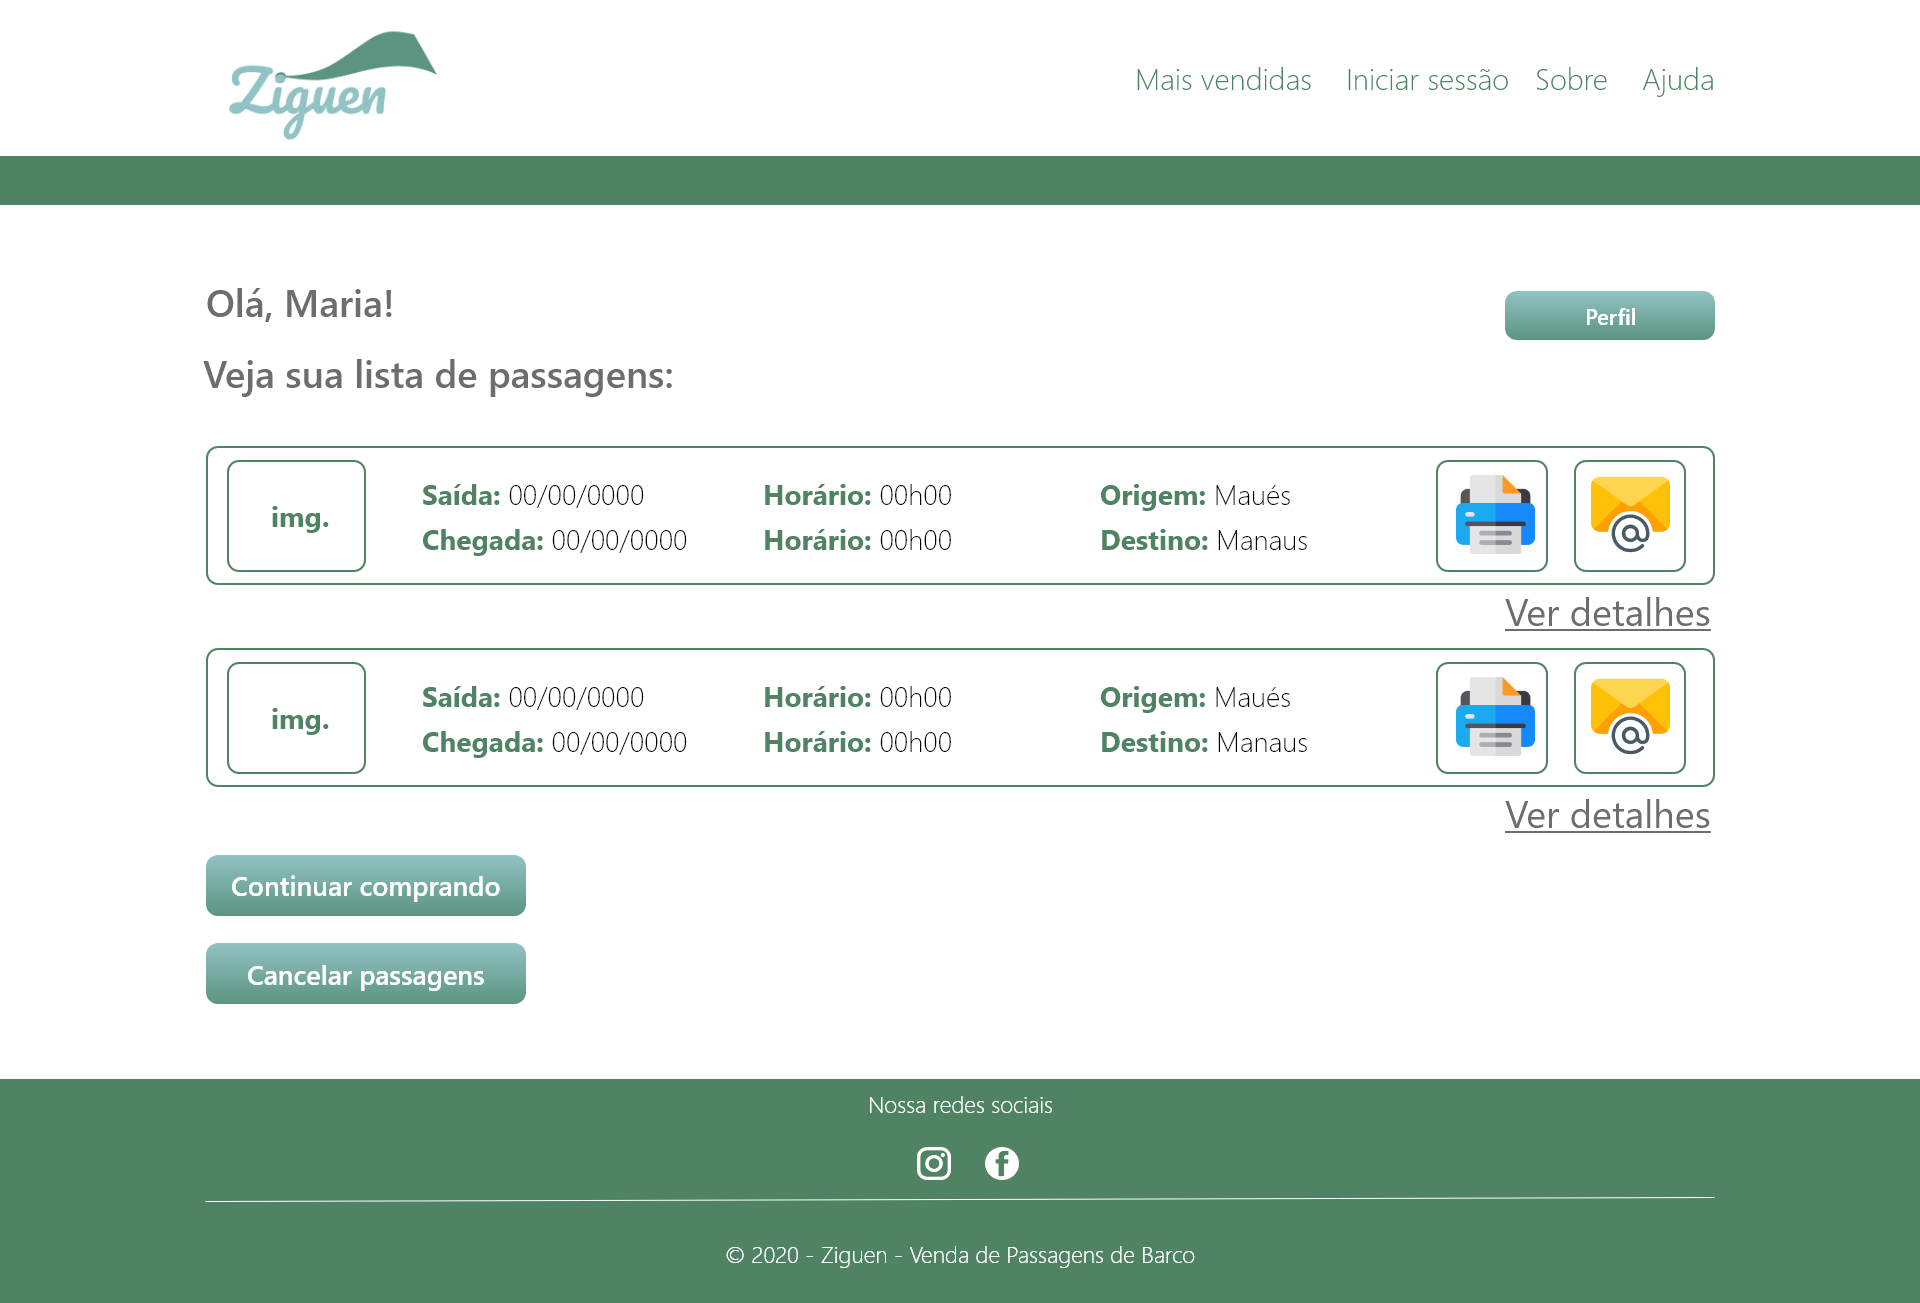 Ziguen
Mais vendidas Iniciar sessão Sobre Ajuda
Olá, Maria!
Perfil
Veja sua lista de passagens:
img.
Saída: 00/00/0000 Horário: 00h00 Origem: Maués
Chegada: 00/00/0000 Horário: 00h00 Destino: Manaus
@
Ver detalhes
img.
Saída: 00/00/0000 Horário: 00h00 Origem: Maués
Chegada: 00/00/0000 Horário: 00h00 Destino: Manaus
@
Ver detalhes
Continuar comprando
Cancelar passagens
Nossa redes sociais
© 2020 - Ziguen - Venda de Passagens de Barco